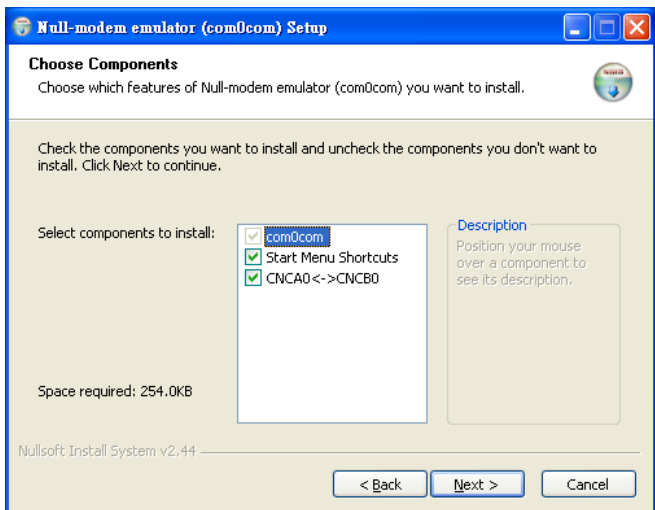 Null-modem emulator (com0com) Setup
Choose Components
Choose which features of Null-modem emulator (com0com) you want to install.
Check the components you want to install and uncheck the components you don't want to
install. Click Next to continue.
Select components to install:
com0com
Start Menu Shortcuts
CNCA0<->CNCB0
Description
Position your mouse
over a component to
see its description.
Space required: 254.0KB
Nullsoft Install System v2.44
< Back
Next >
Cancel